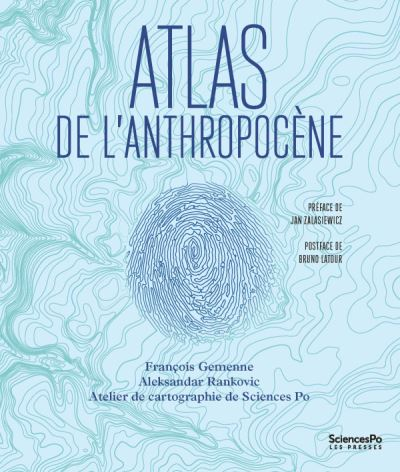 ATLAS
DE L'ANTHROPOCÈNE
PRÉFACE DE
JAN ZALASIEWICZ
POSTFACE DE
BRUNO LATOUR
François Gemenne
Aleksandar Rankovic
Atelier de cartographie de Sciences Po
SciencesPo
LES PRESSES